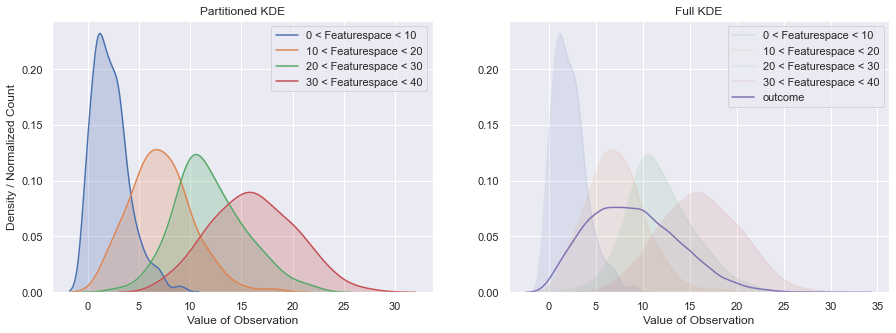 Partitioned KDE
Density / Normalized Count
0.20
0.15
0.10
0.05
0.00
0 < Featurespace < 10
10 < Featurespace < 20
20 < Featurespace < 30
30 < Featurespace < 40
0 5 10 15 20 25 30
Value of Observation
Full KDE
0.20
0.15
0.10
0.05
0.00
0 < Featurespace < 10
10 < Featurespace < 20
20 < Featurespace < 30
30 < Featurespace < 40
outcome
0 5 10 15 20 25 30 35
Value of Observation